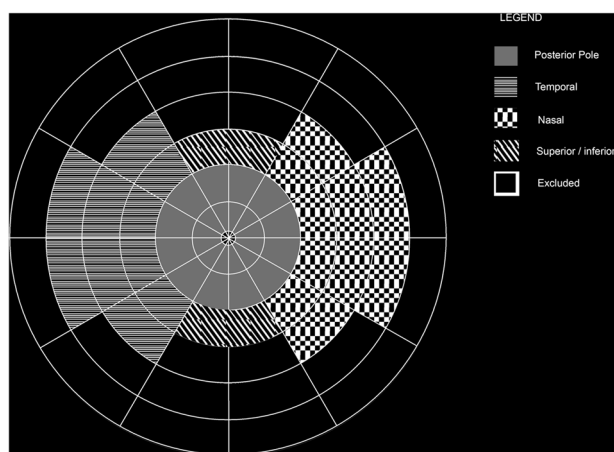 LEGEND
Posterior Pole
Temporal
Nasal
Superior / inferior
Excluded